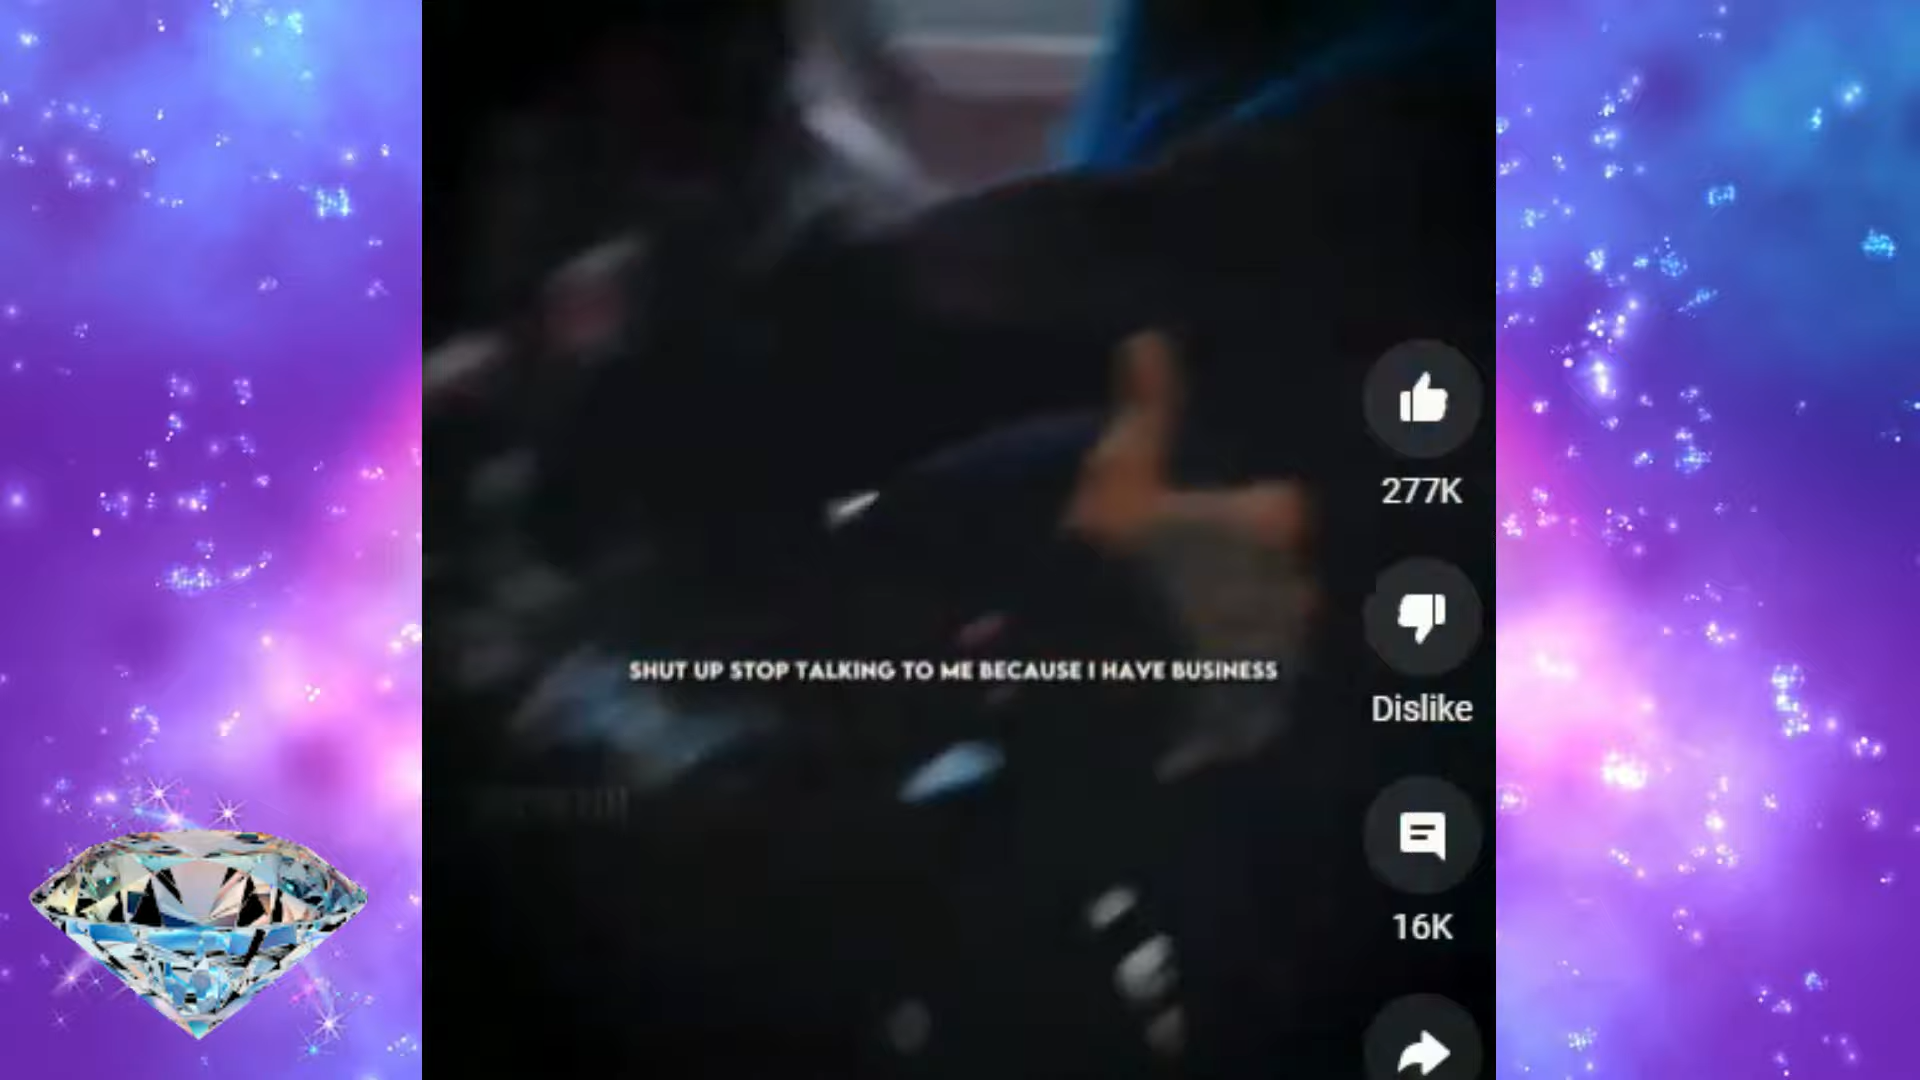 277K
SHUT UP STOP TALKING TO ME BECAUSE I HAVE BUSINESS
Dislike
16K